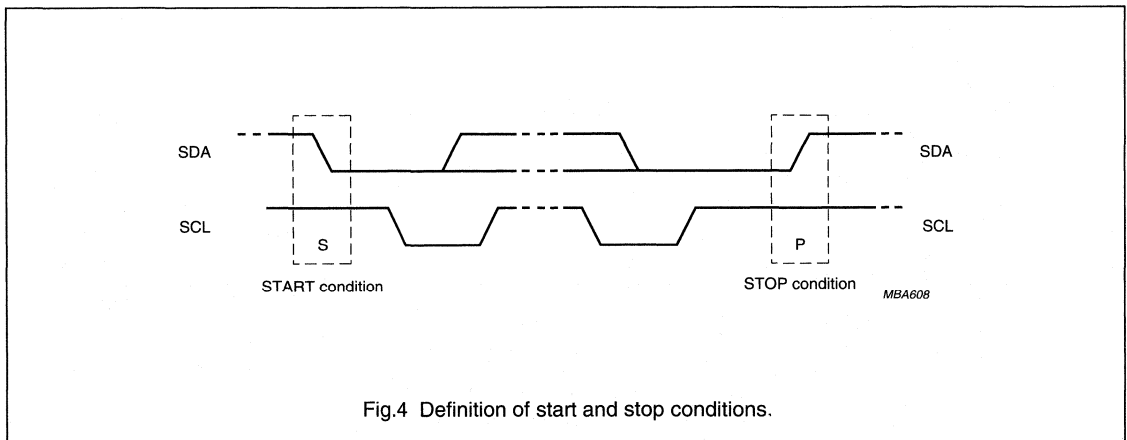 SDA
SDA
SCL
SCL
S
P
START condition
STOP condition
MBA608
Fig.4 Definition of start and stop conditions.